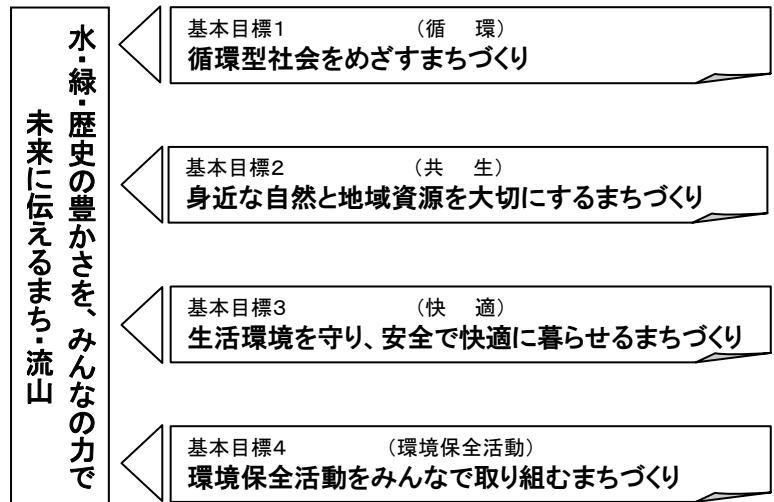 水・緑・歴史の豊かさを、みんなの力で
未来に伝えるまち・流山
基本目標1　（循　環）
循環型社会をめざすまちづくり
基本目標2　（共　生）
身近な自然と地域資源を大切にするまちづくり
基本目標3　（快　適）
生活環境を守り、安全で快適に暮らせるまちづくり
基本目標4　（環境保全活動）
環境保全活動をみんなで取り組むまちづくり